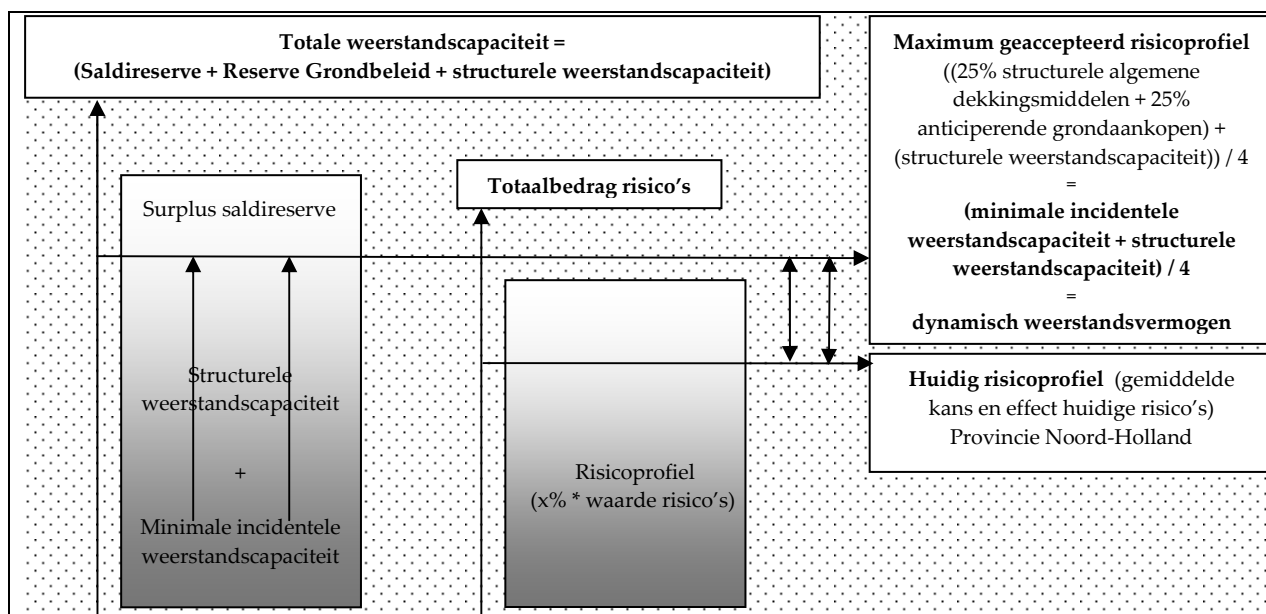 Totale weerstandscapaciteit =
(Saldireserve + Reserve Grondbeleid + structurele weerstandscapaciteit)
Surplus saldireserve
Structurele
weerstandscapaciteit
+
Minimale incidentele
weerstandscapaciteit
Totaalbedrag risico’s
Risicoprofiel
(x% * waarde risico’s)
Maximum geaccepteerd risicoprofiel
((25% structurele algemene
dekkingsmiddelen + 25%
anticiperende grondaankopen) +
(structurele weerstandscapaciteit)) / 4
=
(minimale incidentele
weerstandscapaciteit + structurele
weerstandscapaciteit) / 4
=
dynamisch weerstandsvermogen
Huidig risicoprofiel (gemiddelde
kans en effect huidige risico’s)
Provincie Noord-Holland